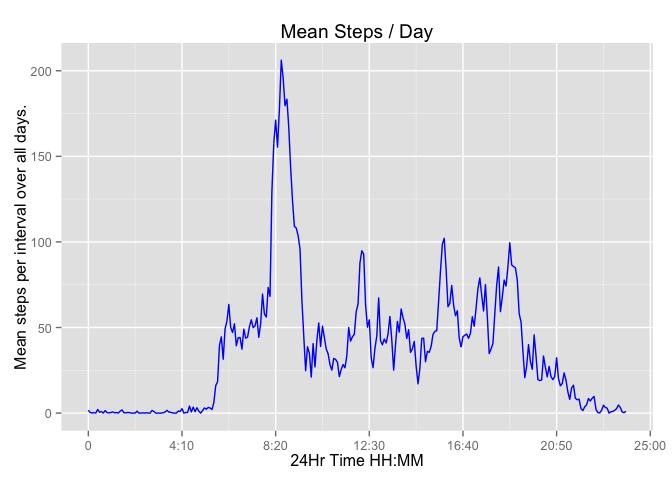 Mean Steps / Day
Mean steps per interval over all days.
200
150
100
50
0
0 4:10 8:20 12:30 16:40 20:50 25:00
24Hr Time HH:MM